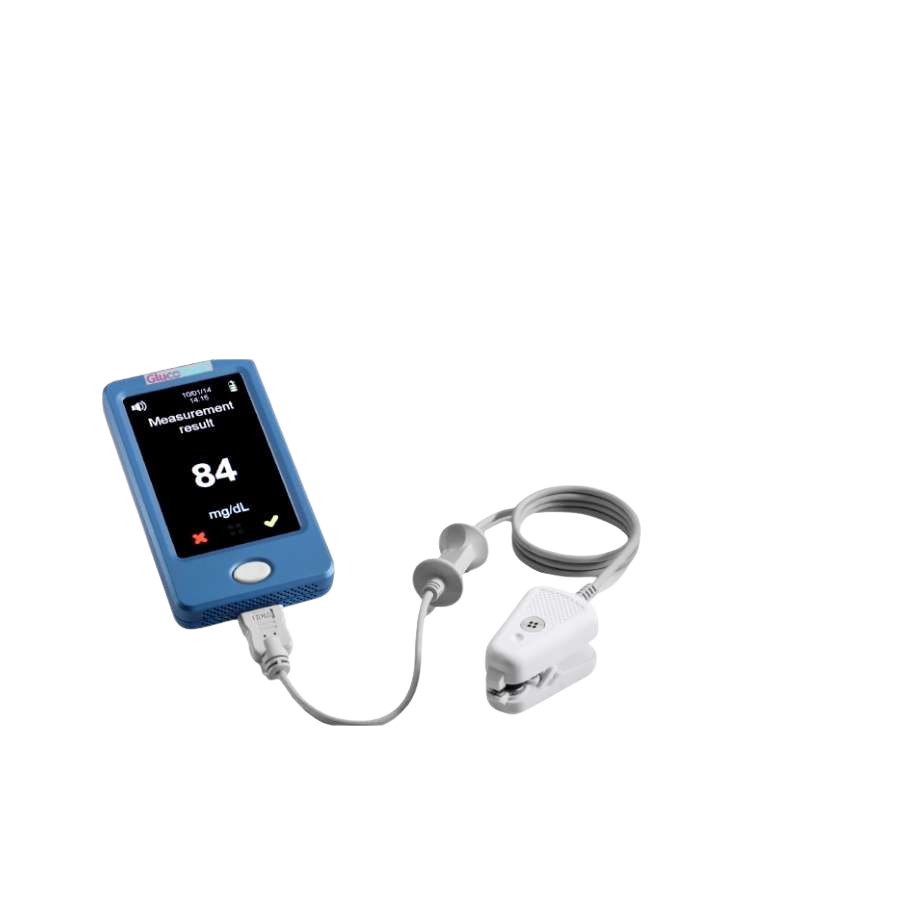 Gluco
10/01/14
14:16
Measurement
result
84
mg/dL